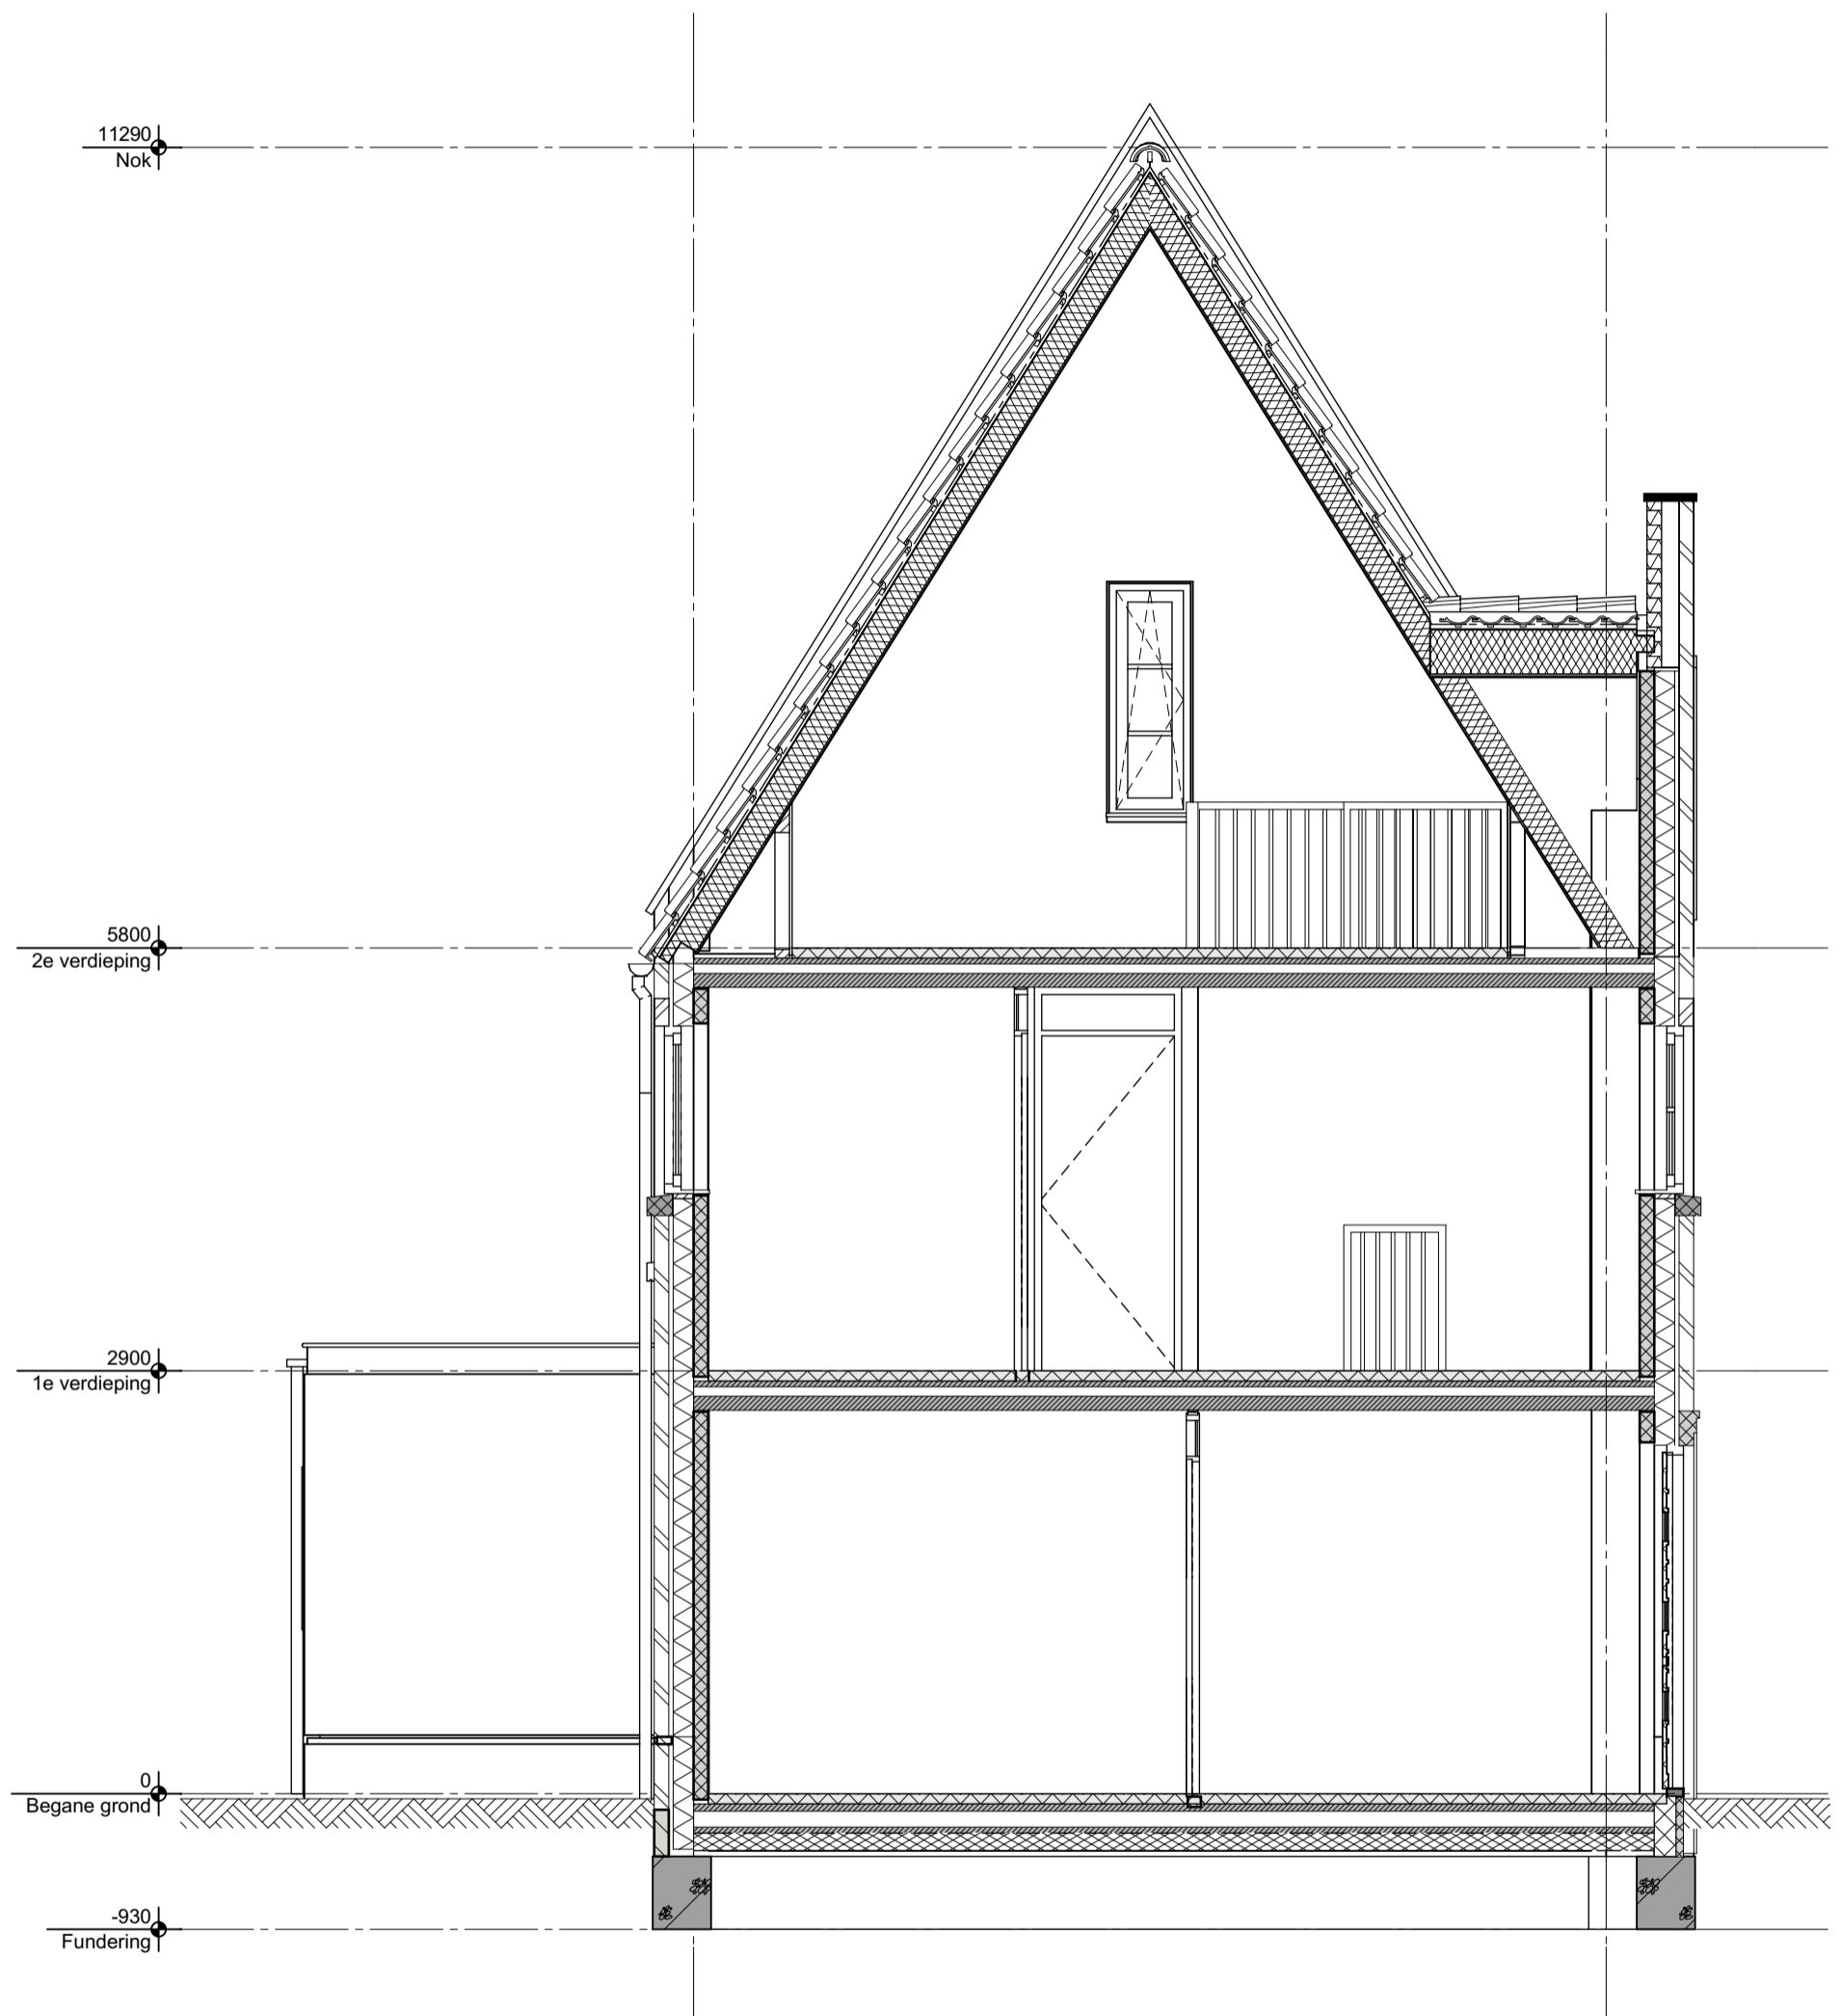 11290
Nok
5800
2e verdieping
2900
1e verdieping
0
Begane grond
-930
Fundering